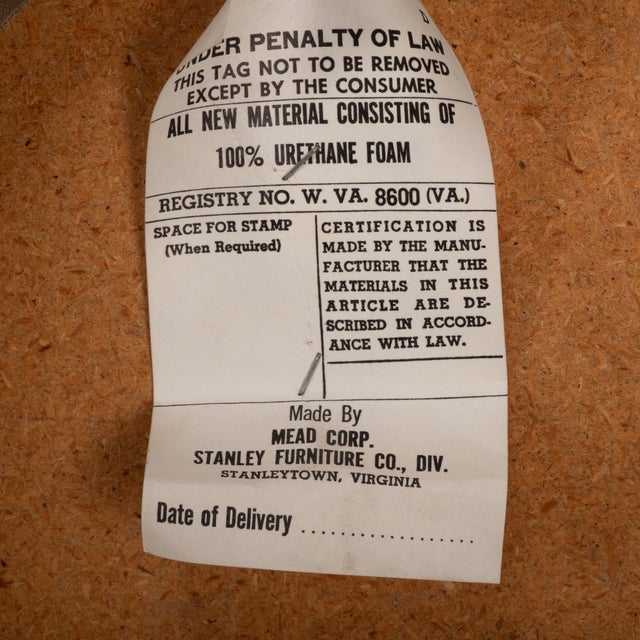 D
UNDER PENALTY OF LAW
THIS TAG NOT TO BE REMOVED
EXCEPT BY THE CONSUMER
ALL NEW MATERIAL CONSISTING OF
100% URETHANE FOAM
REGISTRY NO. W. VA. 8600 (VA.)
SPACE FOR STAMP
(When Required)
CERTIFICATION IS
MADE BY THE MANU-
FACTURER THAT THE
MATERIALS IN THIS
ARTICLE ARE DE-
SCRIBED IN ACCORD-
ANCE WITH LAW.
Made By
MEAD CORP.
STANLEY FURNITURE CO., DIV.
STANLEYTOWN, VIRGINIA
Date of Delivery ...................